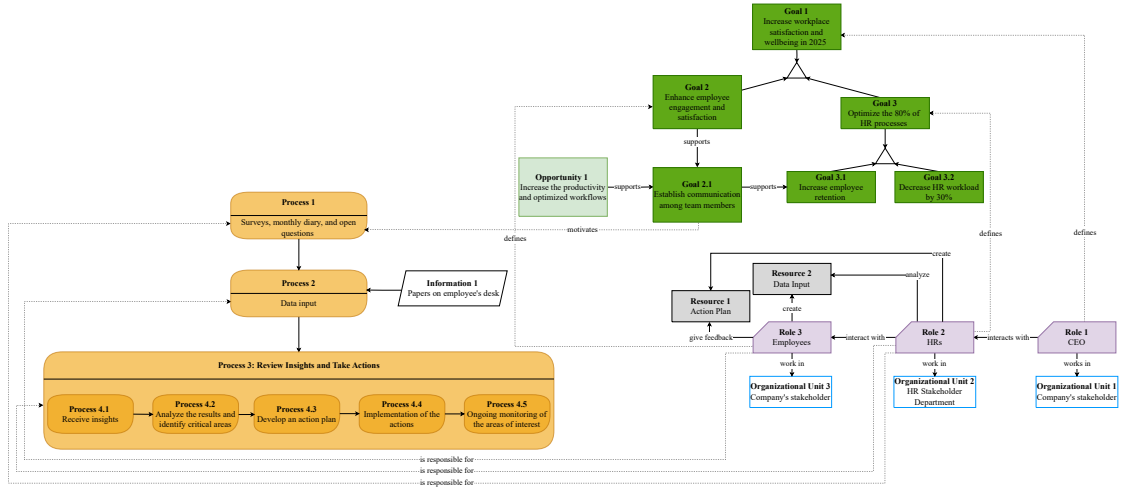 Goal 1
Increase workplace
satisfaction and
wellbeing in 2025
Goal 2
Enhance employee
engagement and
satisfaction
Goal 3
Optimize the 80% of
HR processes
supports
Opportunity 1
Increase the productivity
and optimized workflows
supports
Goal 2.1
Establish communication
among team members
supports
Goal 3.1
Increase employee
retention
Goal 3.2
Decrease HR workload
by 30%
Process 1
Surveys, monthly diary, and open
questions
motivates
defines
defines
defines
create
Process 2
Data input
Information 1
Papers on employee's desk
Resource 2
Data Input
analyze
Resource 1
Action Plan
create
give feedback
Role 3
Employees
interact with
Role 2
HRs
interacts with
Role 1
CEO
work in
work in
works in
Organizational Unit 3
Company's stakeholder
Organizational Unit 2
HR Stakeholder
Department
Organizational Unit 1
Company's stakeholder
Process 3: Review Insights and Take Actions
Process 4.1
Receive insights
Process 4.2
Analyze the results and
identify critical areas
Process 4.3
Develop an action plan
Process 4.4
Implementation of the
actions
Process 4.5
Ongoing monitoring of
the areas of interest
is responsible for
is responsible for
is responsible for